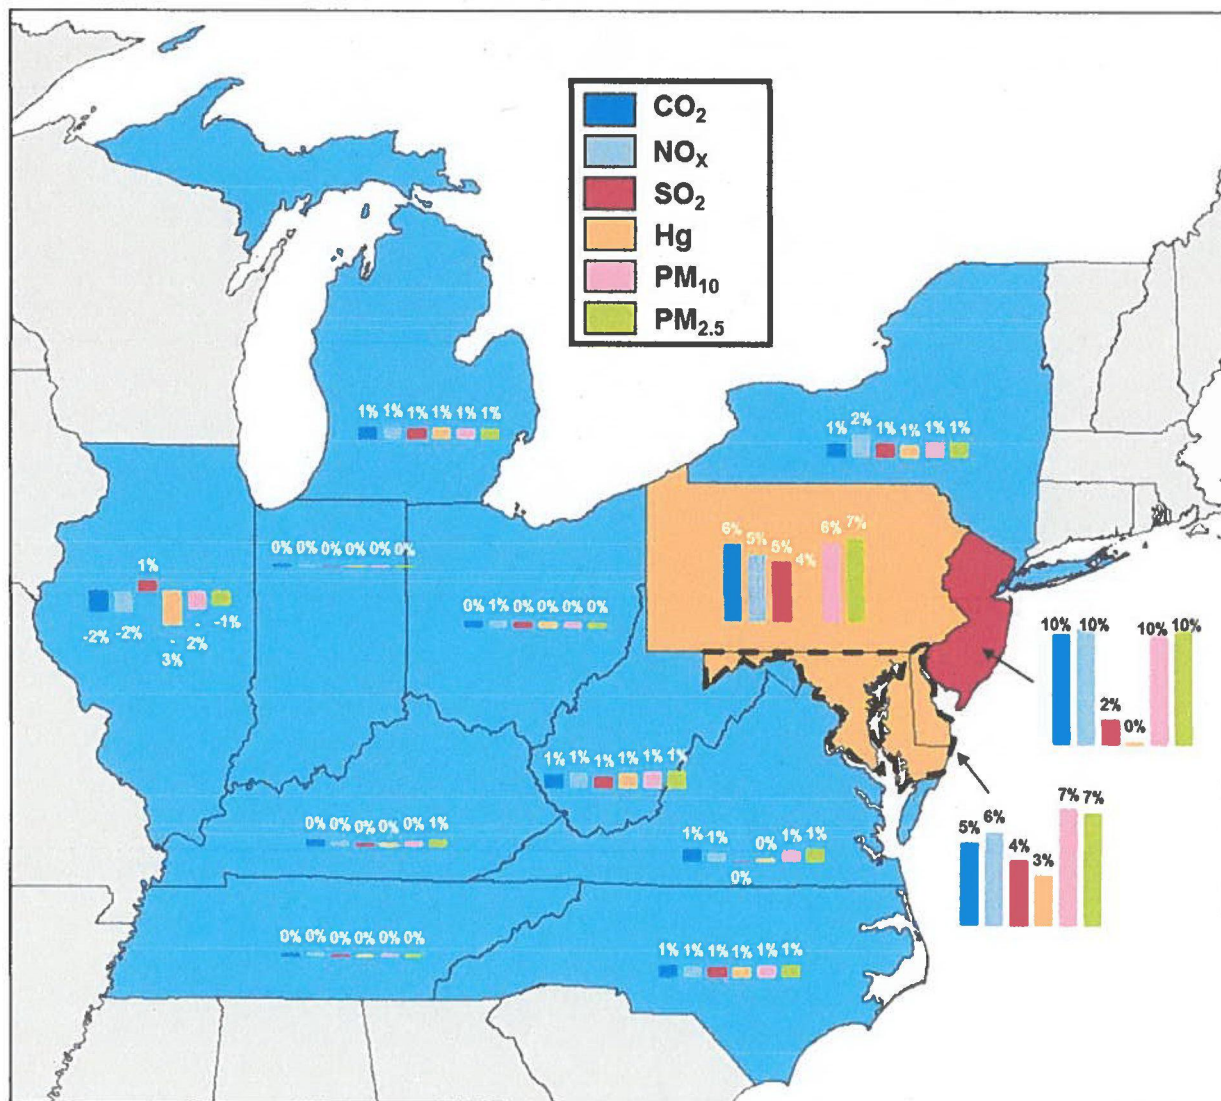 CO₂
NOₓ
SO₂
Hg
PM₁₀
PM₂.₅
1% 1% 1% 1% 1% 1%
1% 2% 1% 1% 1% 1%
6% 5% 5% 4% 6% 7%
0% 0% 0% 0% 0% 0%
1%
-2% -2% - 3% - 2% -1%
0% 1% 0% 0% 0% 0%
10% 10% 2% 0% 10% 10%
1% 1% 1% 1% 1% 1%
5% 6% 4% 3% 7% 7%
0% 0% 0% 0% 0% 1%
1% 1% 0% 0% 1% 1%
0% 0% 0% 0% 0% 0%
1% 1% 1% 1% 1% 1%